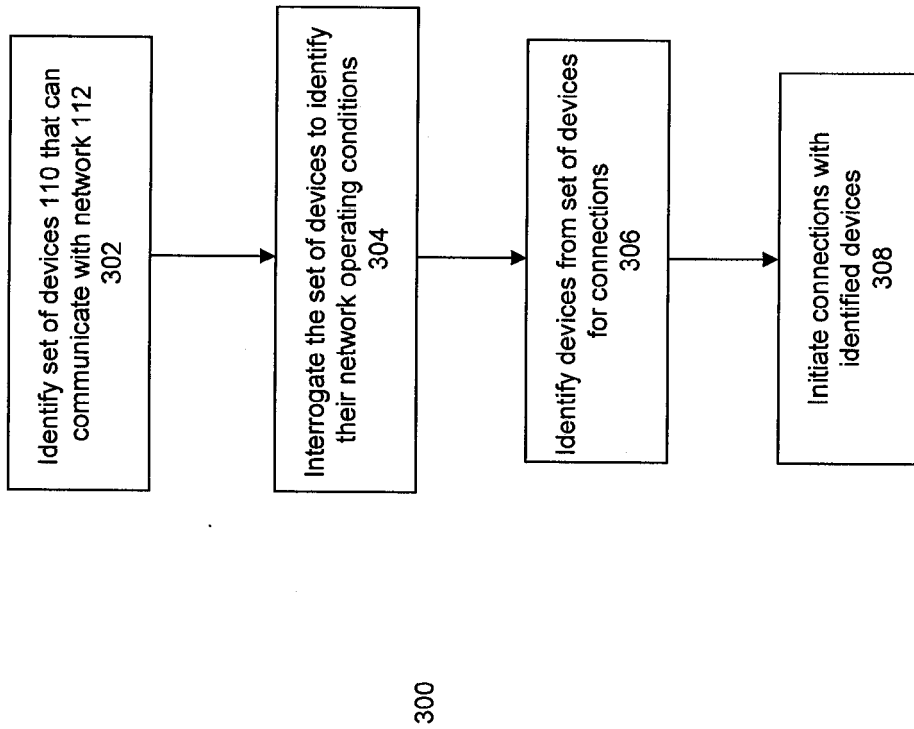 Identify set of devices 110 that can
communicate with network 112
302
Interrogate the set of devices to identify
their network operating conditions
304
Identify devices from set of devices
for connections
306
Initiate connections with
identified devices
308
300